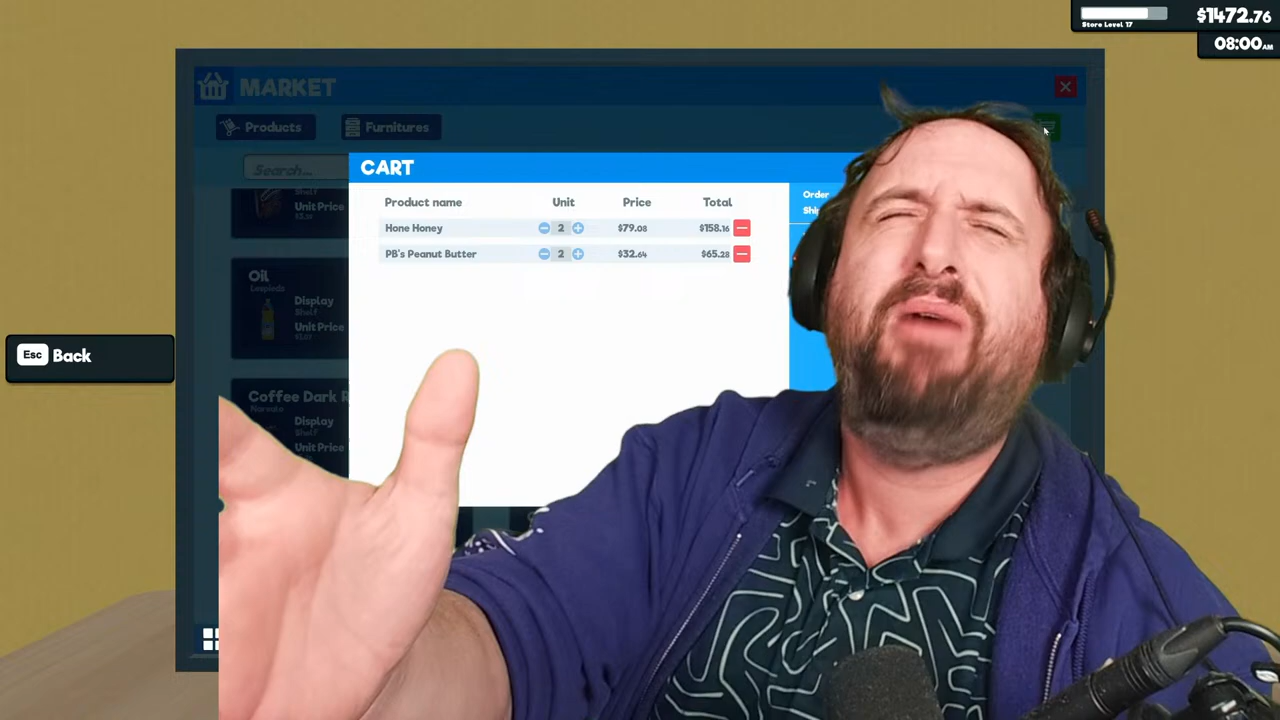 $1472.76
Store Level 17
08:00AM
MARKET
Products
Furnitures
Search...
CART
Order
Product name Unit Price Total
Hone Honey 2 $79.08 $158.16
PB's Peanut Butter 2 $32.64 $65.28
Shelf
Unit Price
Oil
Display
Shelf
Unit Price
Esc Back
Coffee Dark R
Display
Shelf
Unit Price